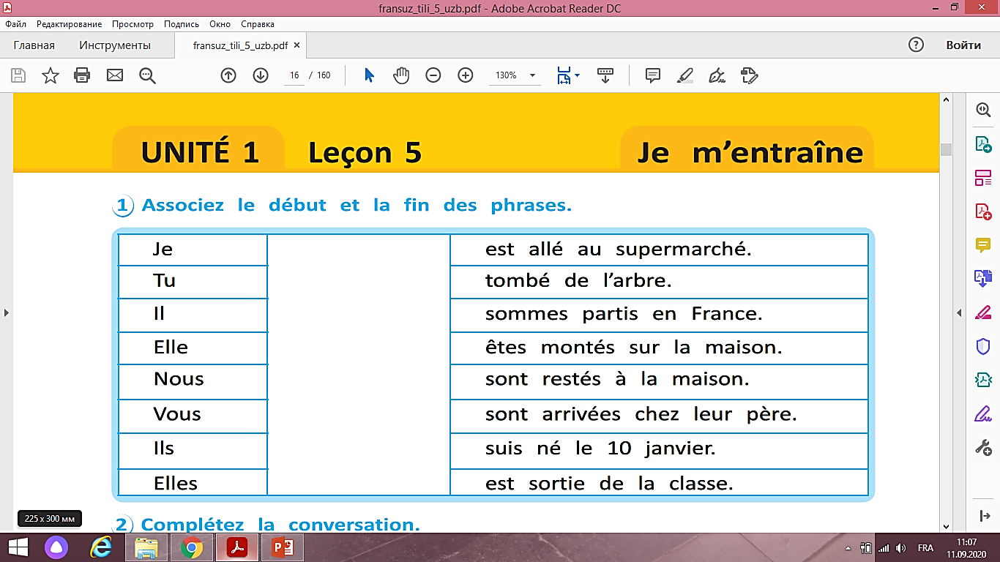 fransuz_tili_5_uzb.pdf - Adobe Acrobat Reader DC
Файл Редактирование Просмотр Подпись Окно Справка
Главная Инструменты fransuz_tili_5_uzb.pdf × Войти
16 / 160 130%
UNITÉ 1 Leçon 5 Je m’entraîne
1 Associez le début et la fin des phrases.
Je est allé au supermarché.
Tu tombé de l’arbre.
Il sommes partis en France.
Elle êtes montés sur la maison.
Nous sont restés à la maison.
Vous sont arrivées chez leur père.
Ils suis né le 10 janvier.
Elles est sortie de la classe.
225 x 300 мм
2 Complétez la conversation.
FRA
11:07
11.09.2020